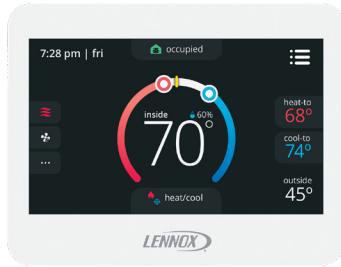 7:28 pm | fri
occupied
inside
60%
70°
heat-to
68°
cool-to
74°
outside
45°
...
heat/cool
LENNOX